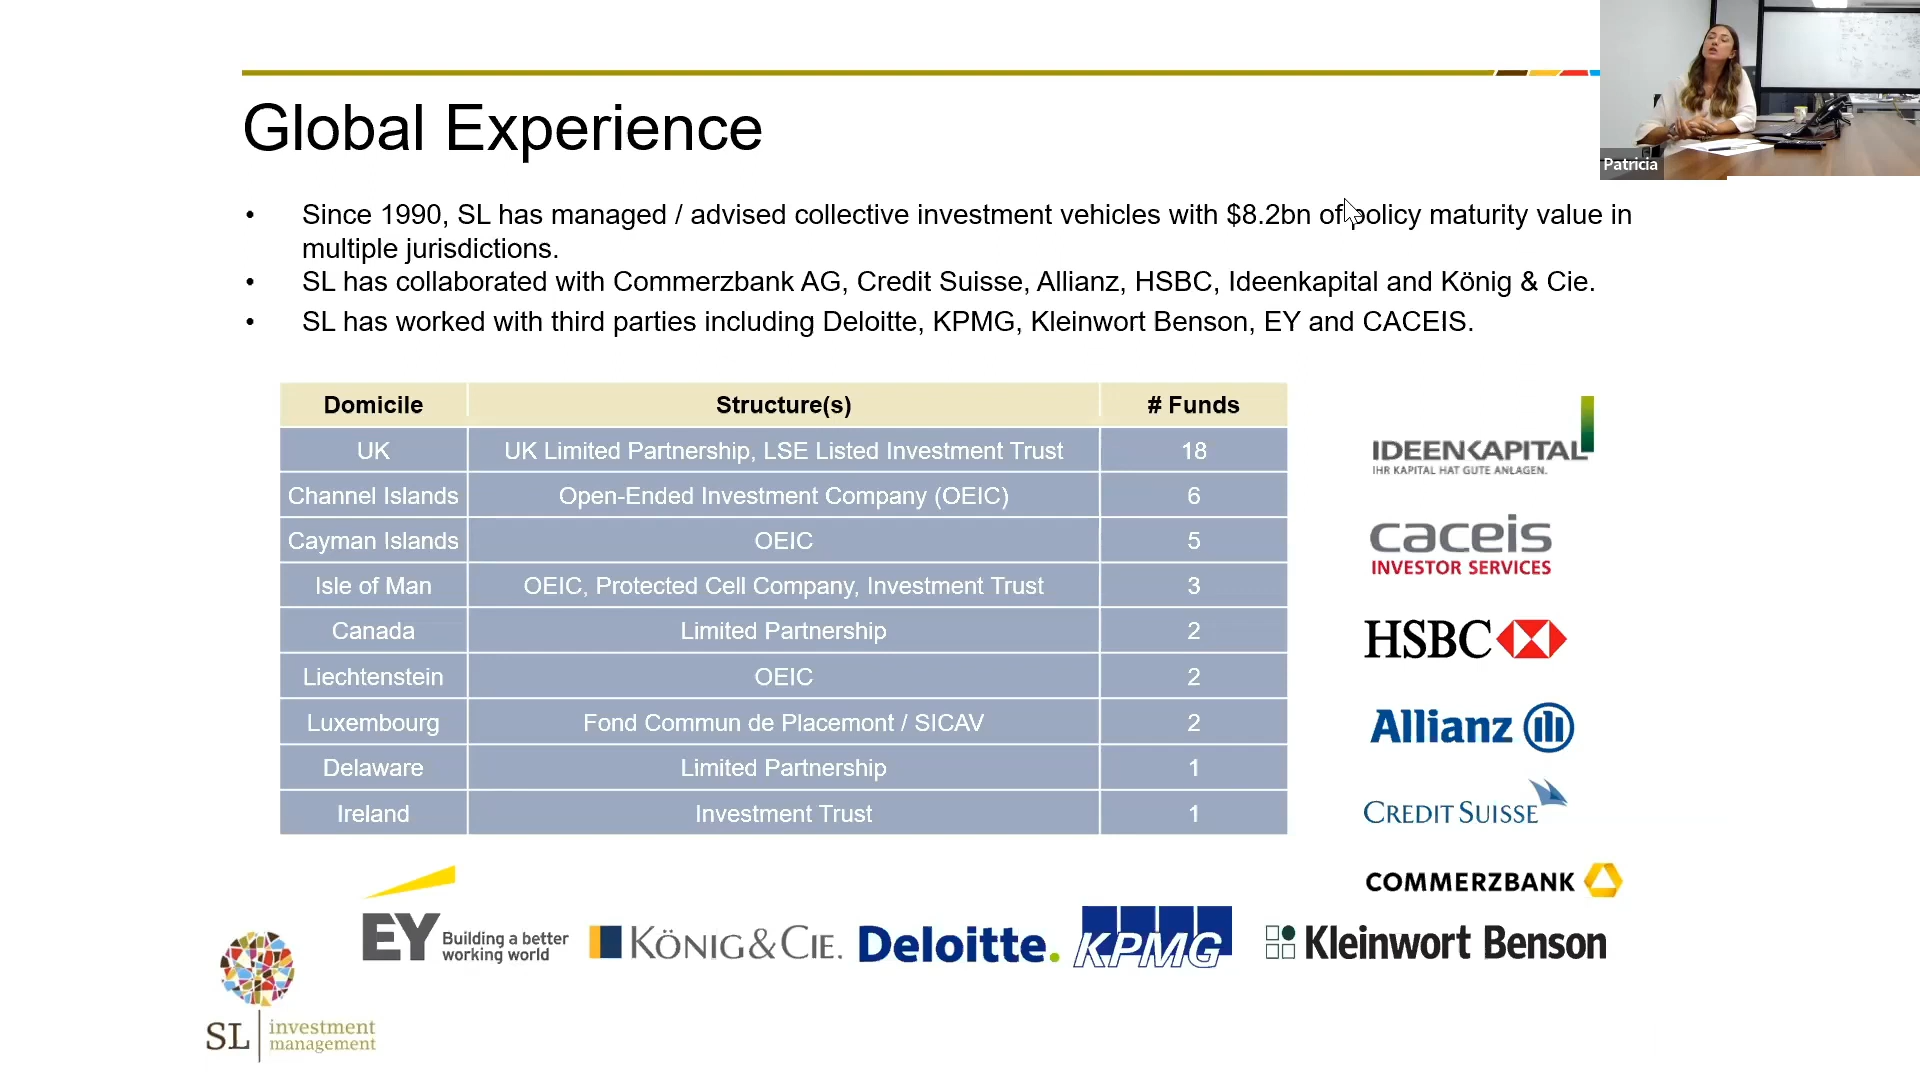 Global Experience
Patricia
• Since 1990, SL has managed / advised collective investment vehicles with $8.2bn of policy maturity value in
multiple jurisdictions.
• SL has collaborated with Commerzbank AG, Credit Suisse, Allianz, HSBC, Ideenkapital and König & Cie.
• SL has worked with third parties including Deloitte, KPMG, Kleinwort Benson, EY and CACEIS.
Domicile Structure(s) # Funds
UK UK Limited Partnership, LSE Listed Investment Trust 18
Channel Islands Open-Ended Investment Company (OEIC) 6
Cayman Islands OEIC 5
Isle of Man OEIC, Protected Cell Company, Investment Trust 3
Canada Limited Partnership 2
Liechtenstein OEIC 2
Luxembourg Fond Commun de Placemont / SICAV 2
Delaware Limited Partnership 1
Ireland Investment Trust 1
IDEENKAPITAL
IHR KAPITAL HAT GUTE ANLAGEN.
caceis
INVESTOR SERVICES
HSBC
Allianz
CREDIT SUISSE
COMMERZBANK
EY Building a better
working world
KÖNIG & CIE.
Deloitte.
KPMG
Kleinwort Benson
SL investment
management